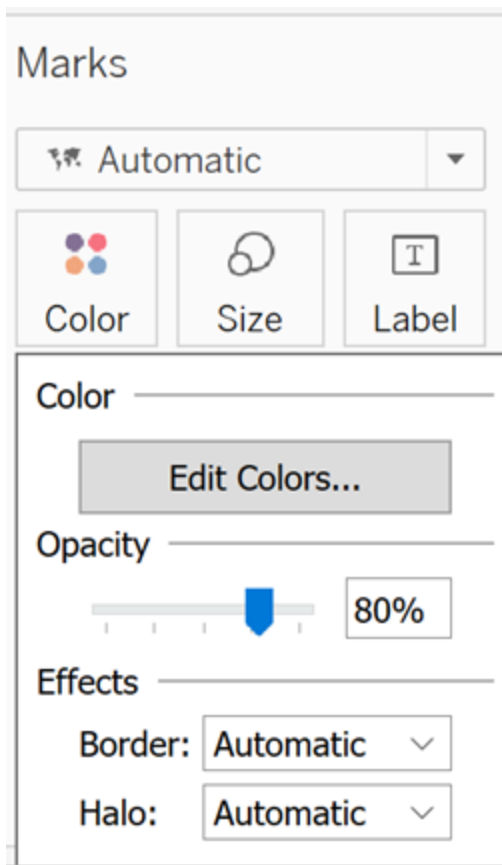 Marks
Automatic
Color Size Label
Color
Edit Colors...
Opacity
80%
Effects
Border: Automatic
Halo: Automatic